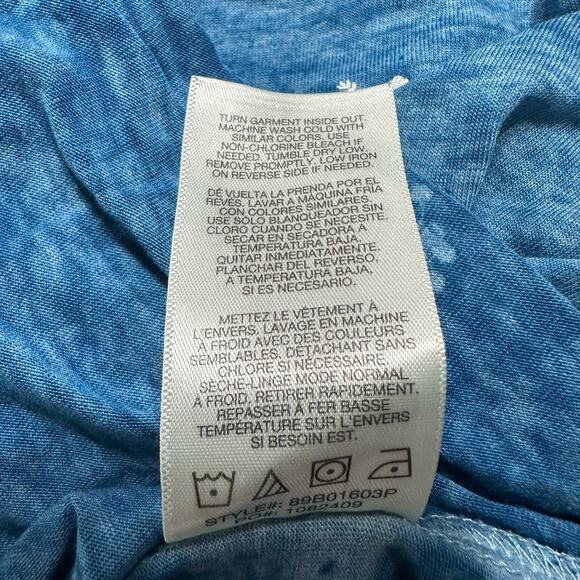 TURN GARMENT INSIDE OUT.
MACHINE WASH COLD WITH
SIMILAR COLORS. USE
NON-CHLORINE BLEACH IF
NEEDED. TUMBLE DRY LOW.
REMOVE PROMPTLY. LOW IRON
ON REVERSE SIDE IF NEEDED.
DÉ VUELTA LA PRENDA POR EL
REVÉS. LAVAR A MÁQUINA FRÍA
CON COLORES SIMILARES.
USE SÓLO BLANQUEADOR SIN
CLORO CUANDO SE NECESITE.
SECAR EN SECADORA A
TEMPERATURA BAJA.
QUITAR INMEDIATAMENTE.
PLANCHAR DEL REVERSO,
A TEMPERATURA BAJA,
SI ES NECESARIO.
METTEZ LE VÊTEMENT À
L'ENVERS. LAVAGE EN MACHINE
À FROID AVEC DES COULEURS
SEMBLABLES. DÉTACHANT SANS
CHLORE SI NÉCESSAIRE.
SÈCHE-LINGE MODE NORMAL
À FROID. RETIRER RAPIDEMENT.
REPASSER À FER BASSE
TEMPÉRATURE SUR L'ENVERS
SI BESOIN EST.
STYLE#: 89B01603P
PO#: 1082409